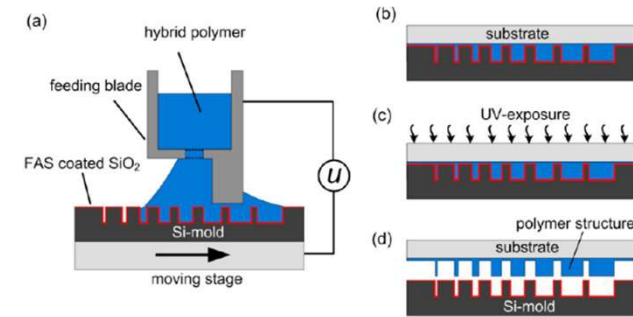 (a)
hybrid polymer
feeding blade
FAS coated SiO2
u
Si-mold
moving stage
(b)
substrate
(c)
UV-exposure
polymer structure
(d)
substrate
Si-mold